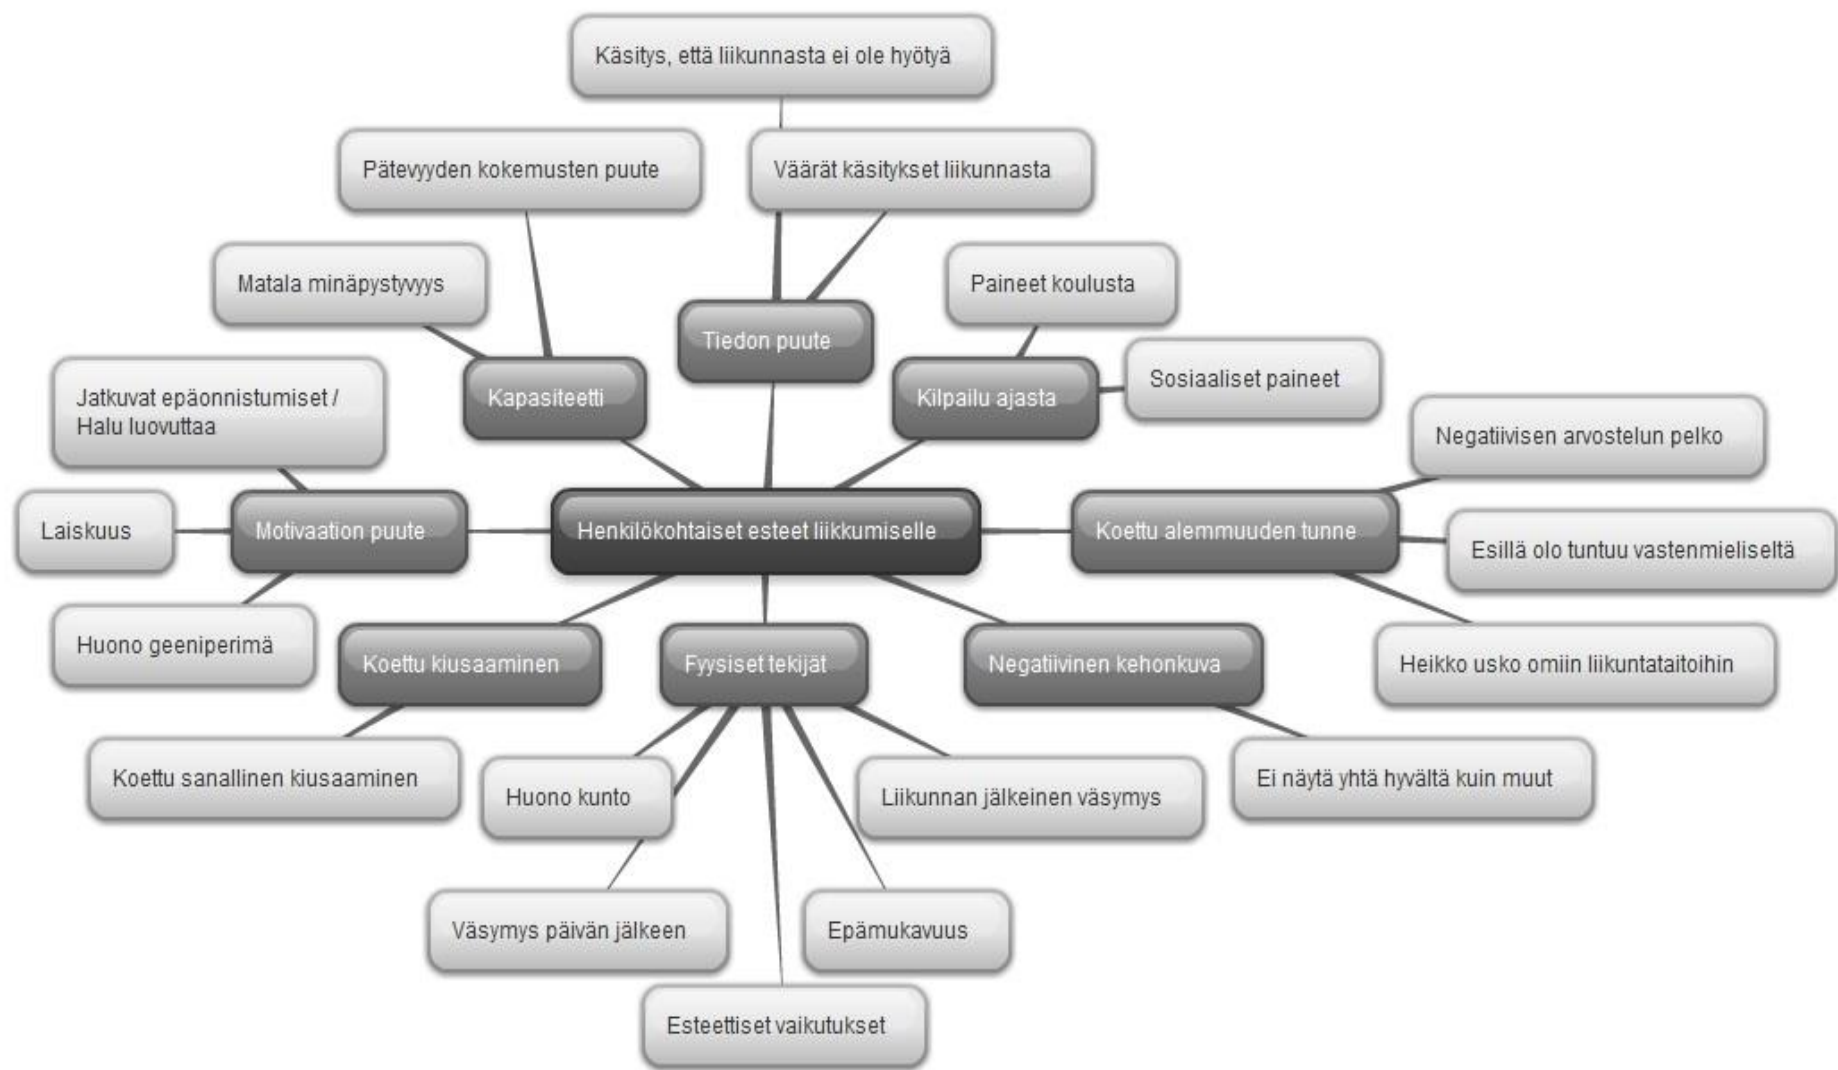 Käsitys, että liikunnasta ei ole hyötyä
Pätevyyden kokemusten puute
Väärät käsitykset liikunnasta
Matala minäpystyvyys
Paineet koulusta
Tiedon puute
Sosiaaliset paineet
Jatkuvat epäonnistumiset /
Halu luovuttaa
Kapasiteetti
Kilpailu ajasta
Negatiivisen arvostelun pelko
Laiskuus
Motivaation puute
Henkilökohtaiset esteet liikkumiselle
Koettu alemmuuden tunne
Esillä olo tuntuu vastenmieliseltä
Huono geeniperimä
Koettu kiusaaminen
Fyysiset tekijät
Negatiivinen kehonkuva
Heikko usko omiin liikuntataitoihin
Koettu sanallinen kiusaaminen
Huono kunto
Liikunnan jälkeinen väsymys
Ei näytä yhtä hyvältä kuin muut
Väsymys päivän jälkeen
Epämukavuus
Esteettiset vaikutukset